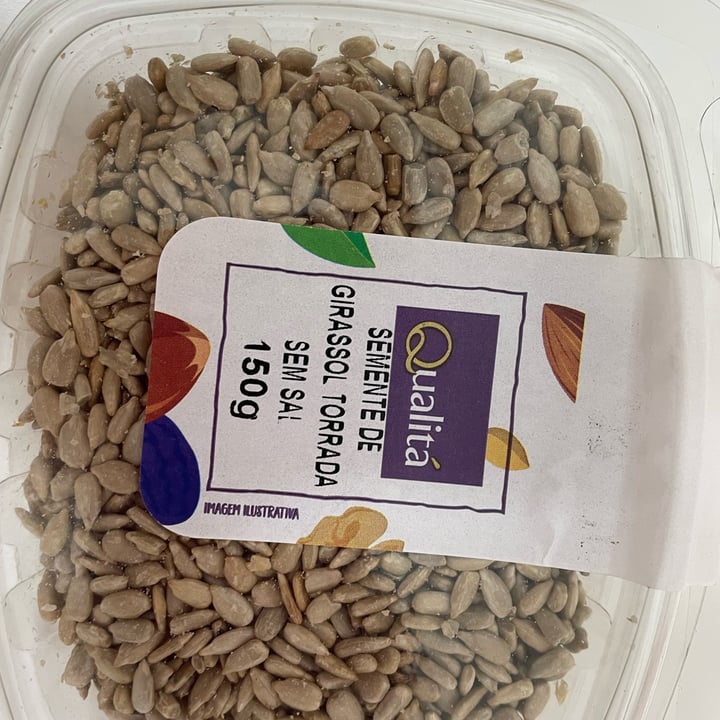 Qualitá
SEMENTE DE
GIRASSOL TORRADA
SEM SAL
150g
IMAGEM ILUSTRATIVA